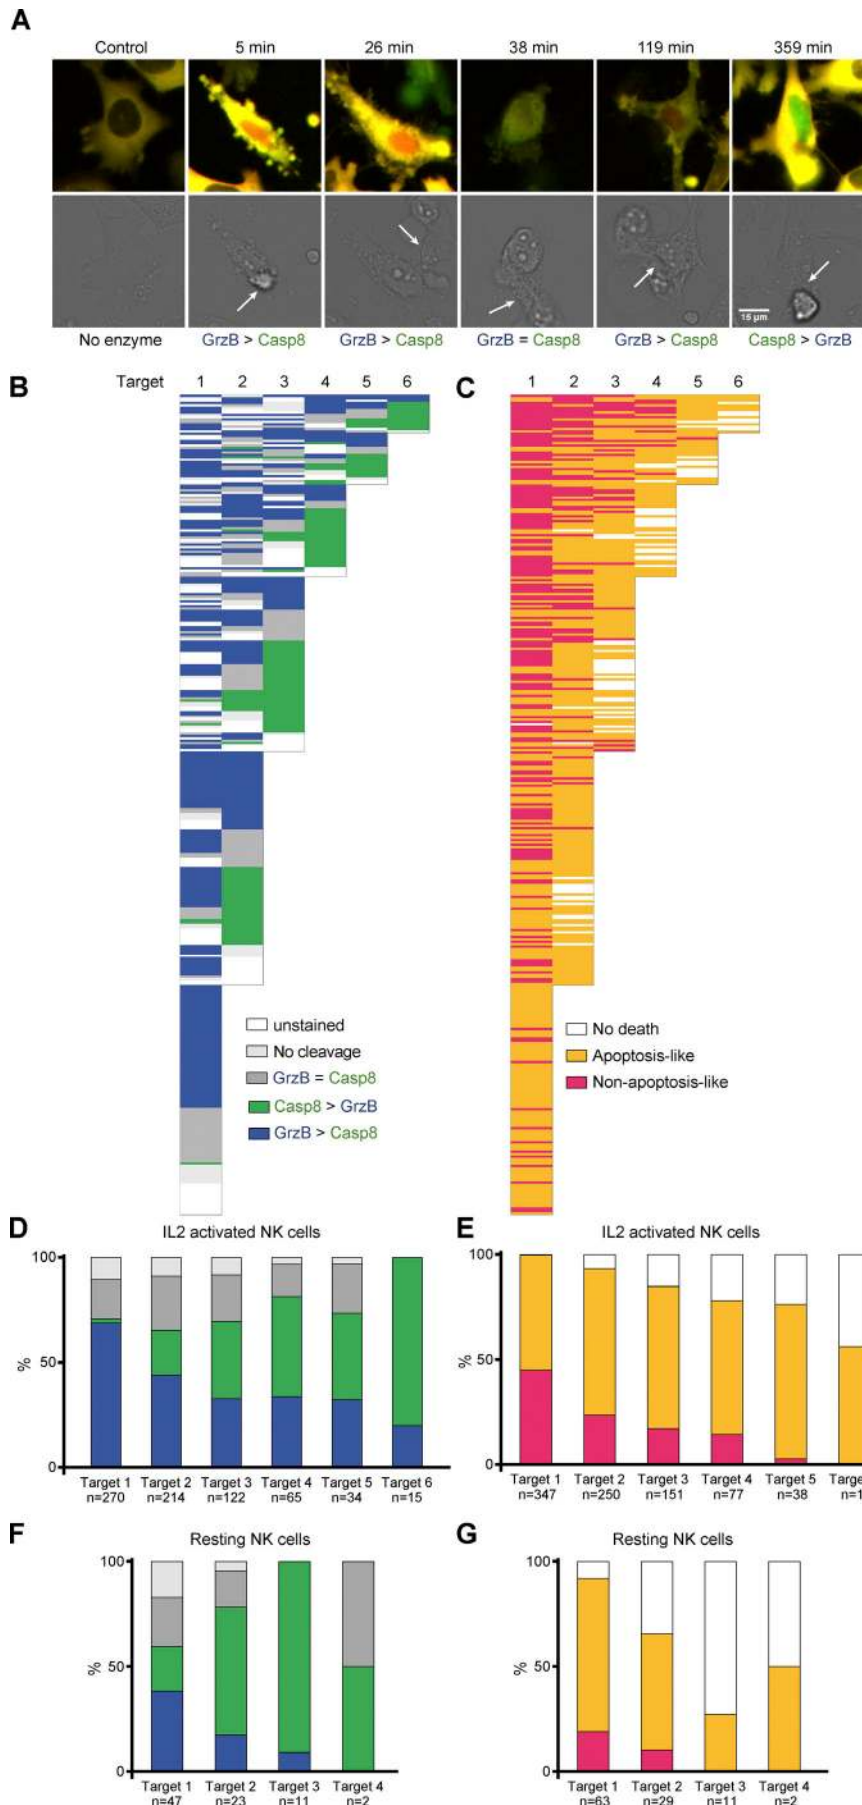 A
Control 5 min 26 min 38 min 119 min 359 min
15 µm
No enzyme GrzB > Casp8 GrzB > Casp8 GrzB = Casp8 GrzB > Casp8 Casp8 > GrzB
B Target 1 2 3 4 5 6
C 1 2 3 4 5 6
unstained
No cleavage
GrzB = Casp8
Casp8 > GrzB
GrzB > Casp8
No death
Apoptosis-like
Non-apoptosis-like
D
IL2 activated NK cells
100
50
0
%
Target 1 Target 2 Target 3 Target 4 Target 5 Target 6
n=270 n=214 n=122 n=65 n=34 n=15
E
IL2 activated NK cells
100
50
0
%
Target 1 Target 2 Target 3 Target 4 Target 5 Target
n=347 n=250 n=151 n=77 n=38 n=1
F
Resting NK cells
100
50
0
%
Target 1 Target 2 Target 3 Target 4
n=47 n=23 n=11 n=2
G
Resting NK cells
100
50
0
%
Target 1 Target 2 Target 3 Target 4
n=63 n=29 n=11 n=2